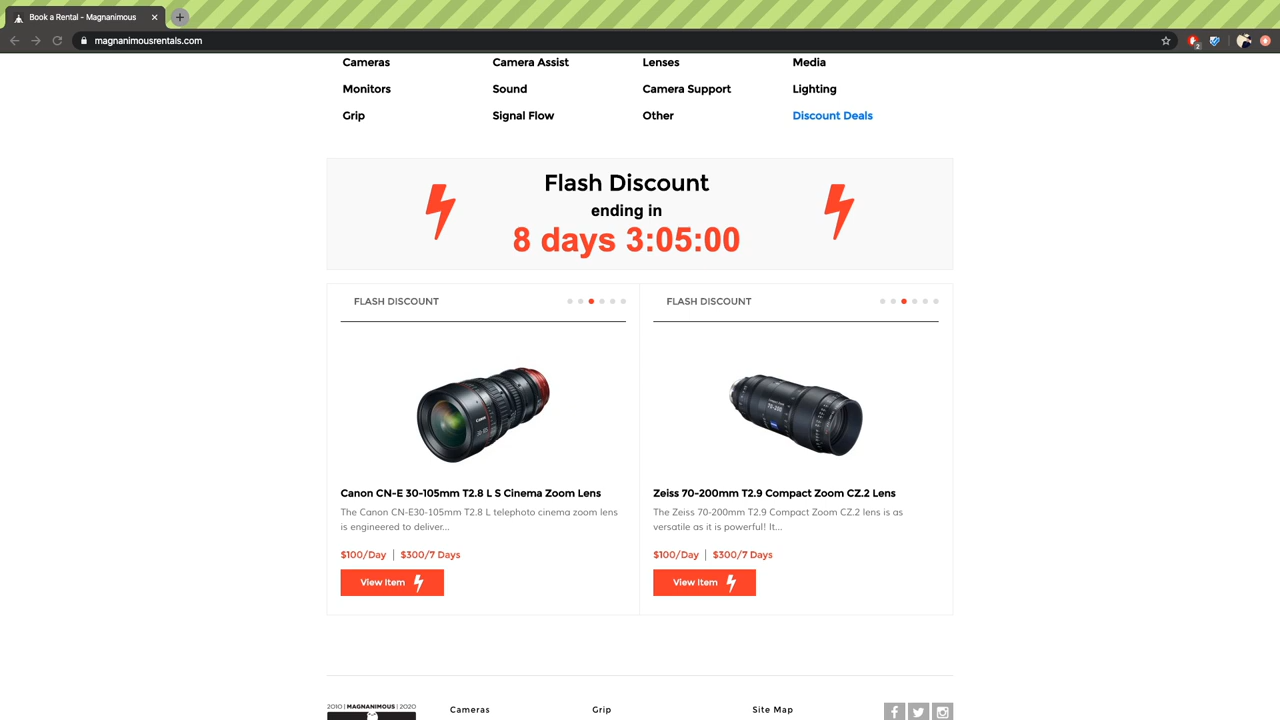 Book a Rental - Magnanimous
magnanimousrentals.com
2
Cameras Camera Assist Lenses Media
Monitors Sound Camera Support Lighting
Grip Signal Flow Other Discount Deals
Flash Discount
ending in
8 days 3:05:00
FLASH DISCOUNT FLASH DISCOUNT
Canon
70-200
Canon CN-E 30-105mm T2.8 L S Cinema Zoom Lens
The Canon CN-E30-105mm T2.8 L telephoto cinema zoom lens
is engineered to deliver...
$100/Day | $300/7 Days
View Item
Zeiss 70-200mm T2.9 Compact Zoom CZ.2 Lens
The Zeiss 70-200mm T2.9 Compact Zoom CZ.2 lens is as
versatile as it is powerful! It...
$100/Day | $300/7 Days
View Item
2010 | MAGNANIMOUS | 2020
Cameras Grip Site Map